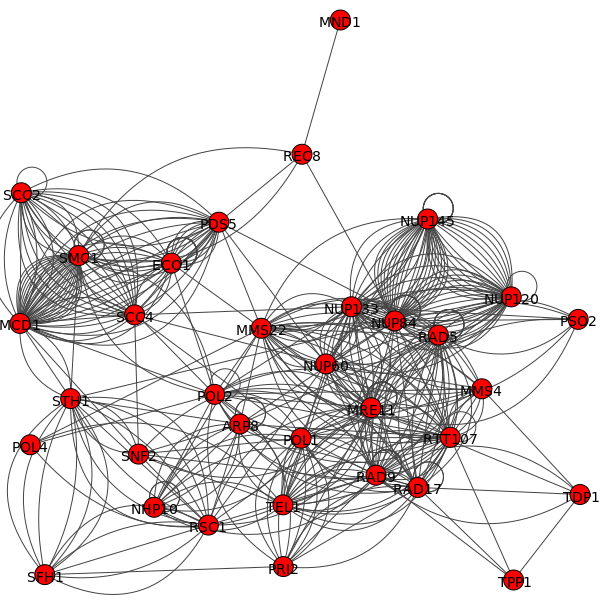 MND1
REC8
SCC2
PDS5
NUP145
SMC1
ECO1
NUP120
MCD1
SCC4
NUP133
NUP84
PSO2
MMS22
RAD5
NUP60
MMS4
POL2
STH1
MRE11
ARP8
POL1
RTT107
POL4
SNF2
RAD9
RAD17
TDP1
NHP10
TEL1
RSC1
PRI2
SFH1
TPP1